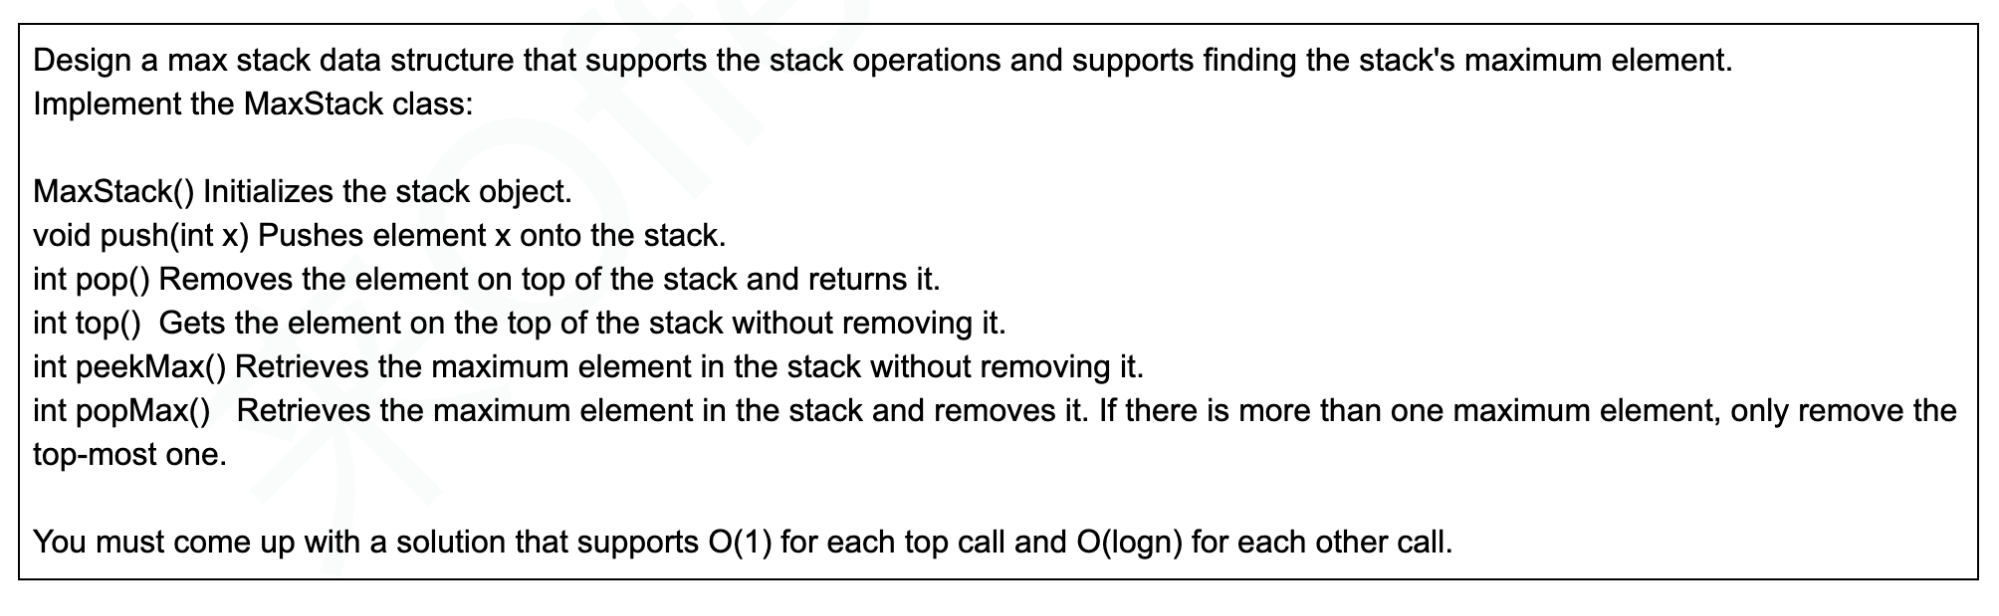 Design a max stack data structure that supports the stack operations and supports finding the stack's maximum element.
Implement the MaxStack class:
MaxStack() Initializes the stack object.
void push(int x) Pushes element x onto the stack.
int pop() Removes the element on top of the stack and returns it.
int top()  Gets the element on the top of the stack without removing it.
int peekMax() Retrieves the maximum element in the stack without removing it.
int popMax()   Retrieves the maximum element in the stack and removes it. If there is more than one maximum element, only remove the
top-most one.
You must come up with a solution that supports O(1) for each top call and O(logn) for each other call.